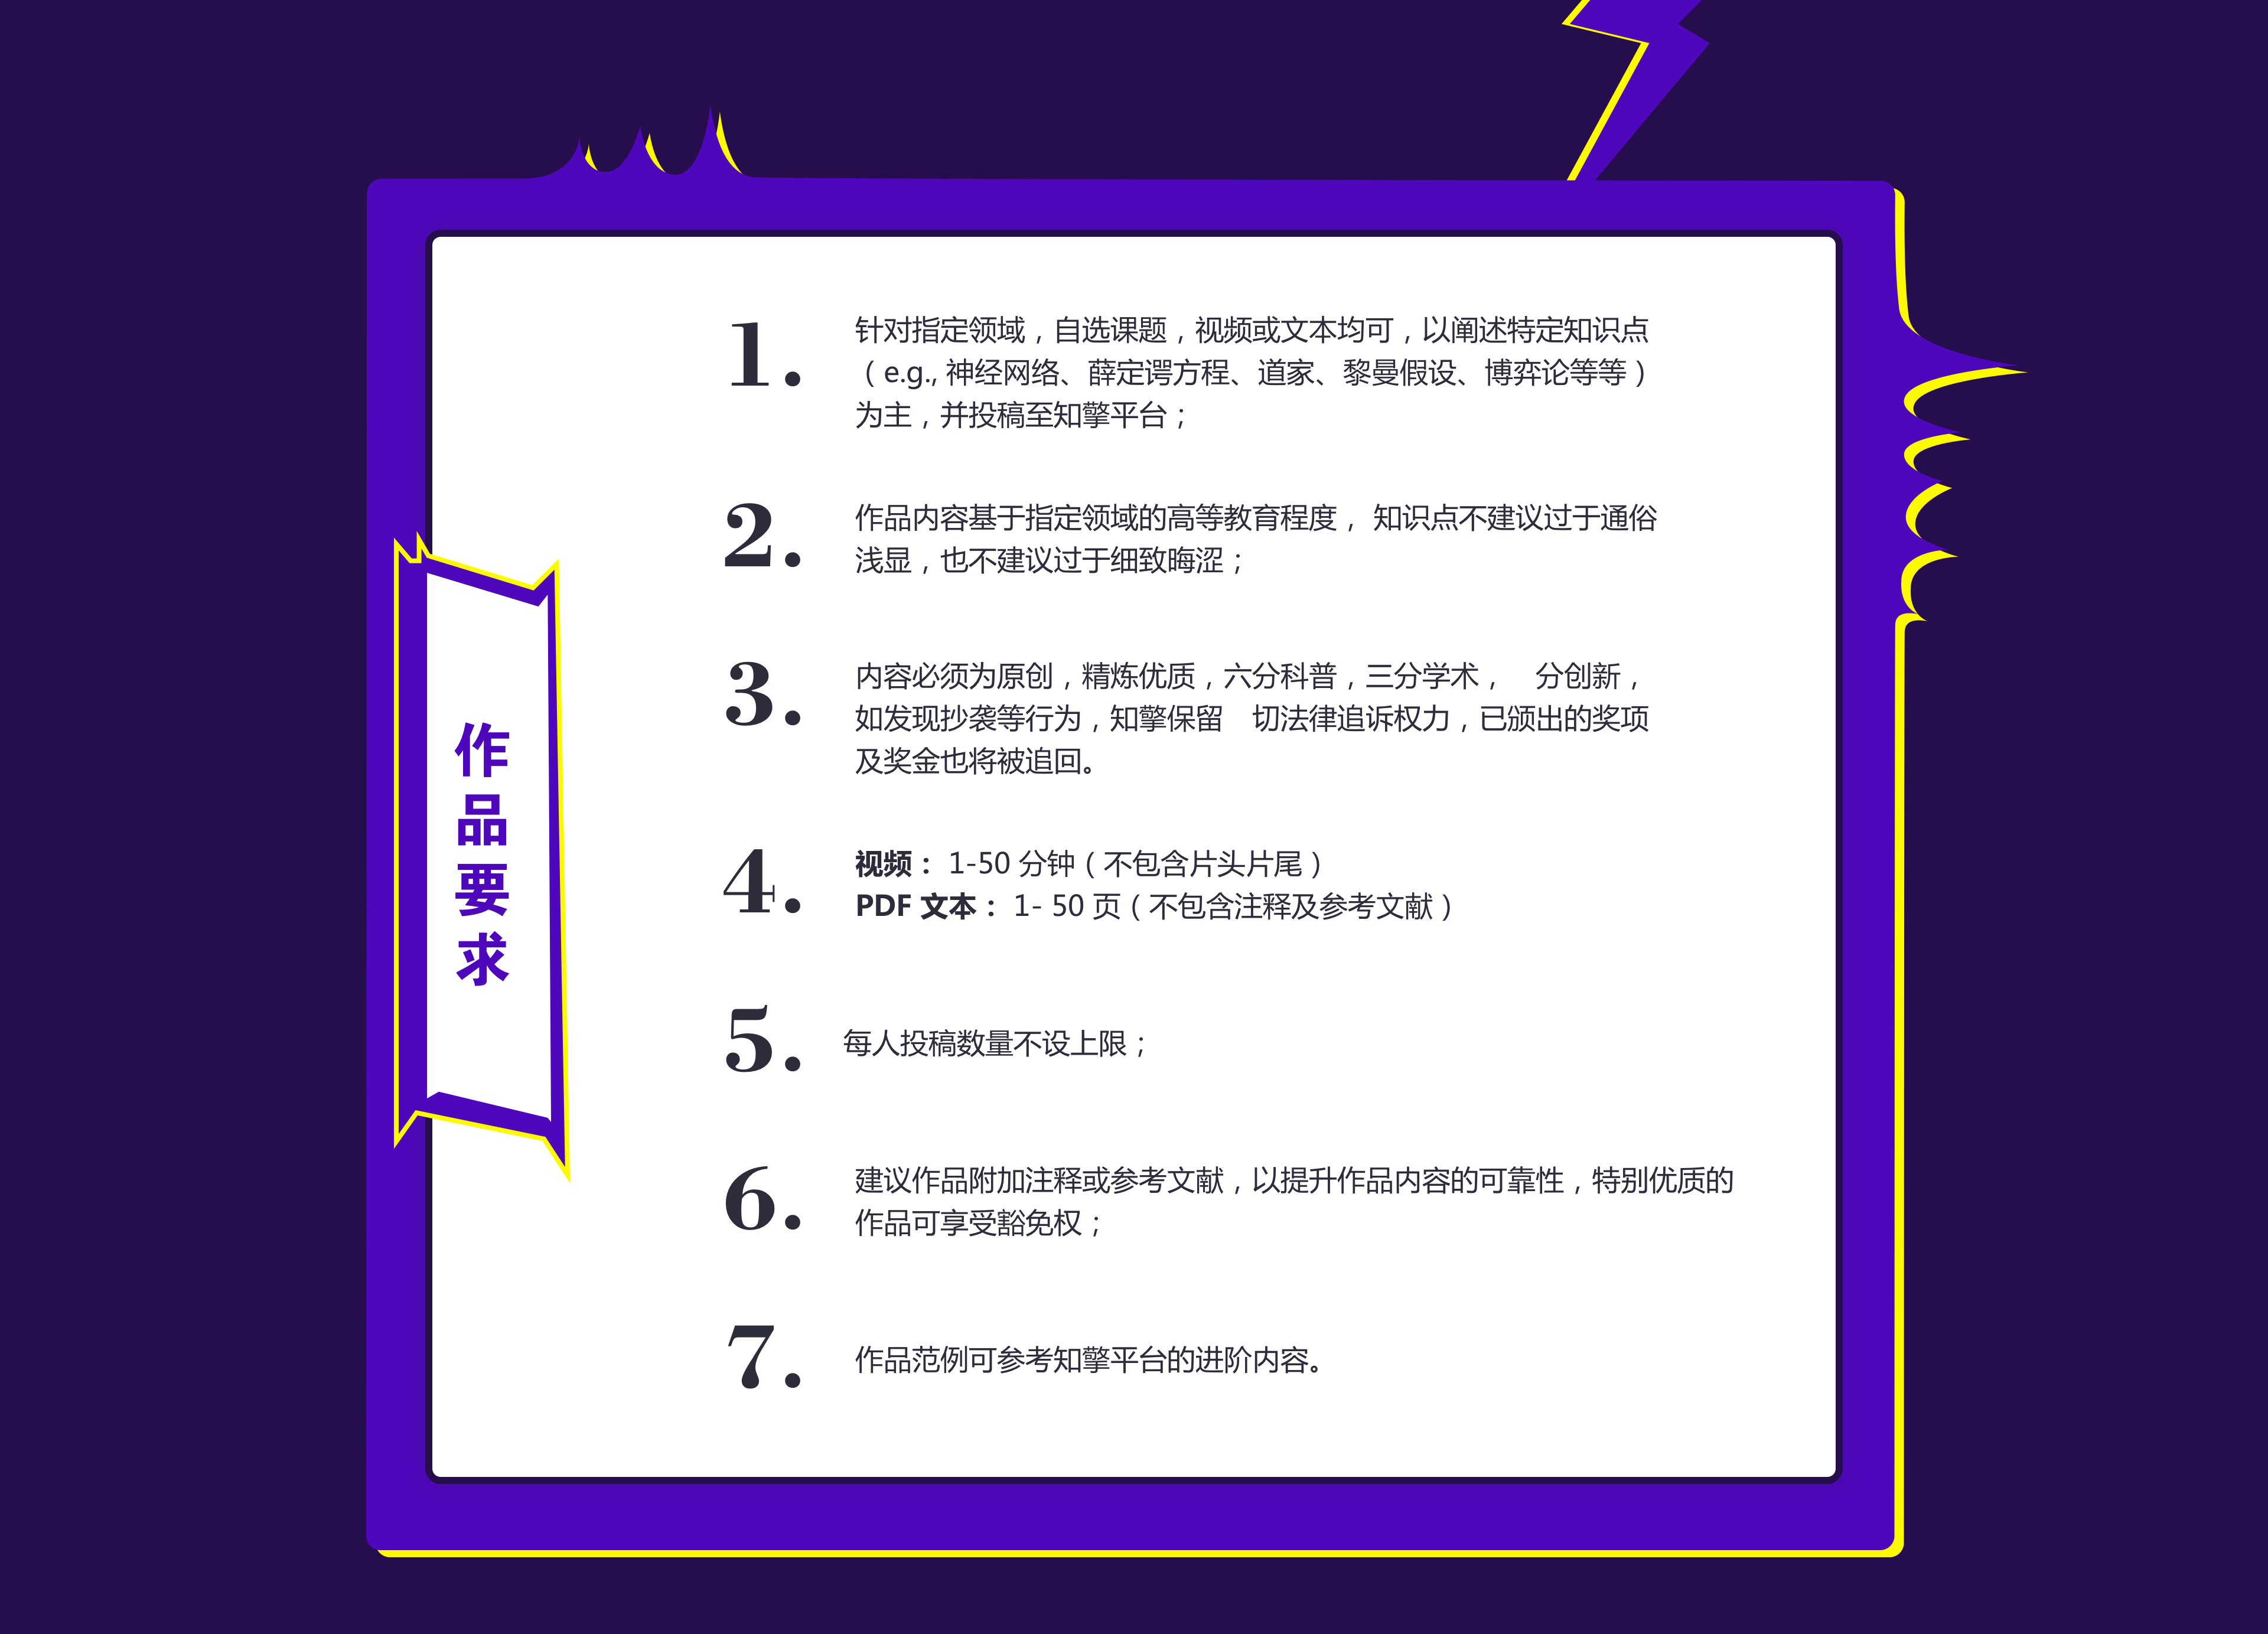 作品要求
1. 针对指定领域，自选课题，视频或文本均可，以阐述特定知识点
（e.g., 神经网络、薛定谔方程、道家、黎曼假设、博弈论等等）
为主，并投稿至知擎平台；
2. 作品内容基于指定领域的高等教育程度， 知识点不建议过于通俗
浅显，也不建议过于细致晦涩；
3. 内容必须为原创，精炼优质，六分科普，三分学术， 分创新，
如发现抄袭等行为，知擎保留 切法律追诉权力，已颁出的奖项
及奖金也将被追回。
4. 视频： 1-50 分钟（不包含片头片尾）
PDF 文本： 1- 50 页（不包含注释及参考文献）
5. 每人投稿数量不设上限；
6. 建议作品附加注释或参考文献，以提升作品内容的可靠性，特别优质的
作品可享受豁免权；
7. 作品范例可参考知擎平台的进阶内容。